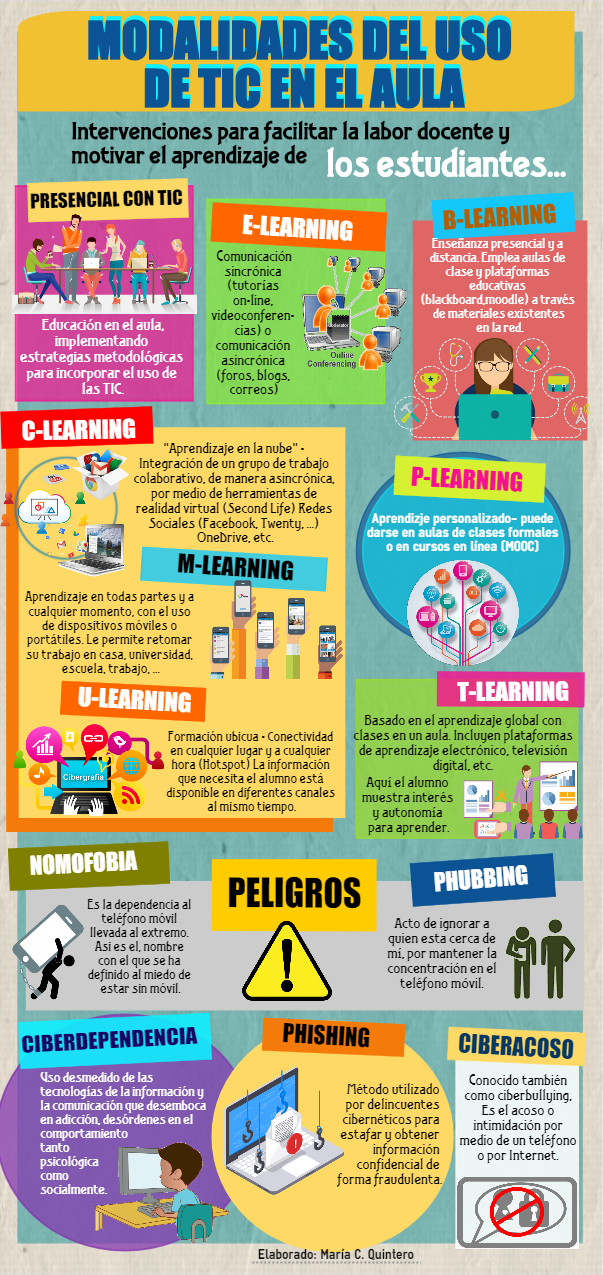 MODALIDADES DEL USO
DE TIC EN EL AULA
Intervenciones para facilitar la labor docente y
motivar el aprendizaje de los estudiantes...
PRESENCIAL CON TIC
Educación en el aula,
implementando
estrategias metodológicas
para incorporar el uso de
las TIC.
E-LEARNING
Comunicación
sincrónica
(tutorías
on-line,
videoconferen-
cias) o
comunicación
asincrónica
(foros, blogs,
correos)
Moderator
Online
Conferencing
B-LEARNING
Enseñanza presencial y a
distancia. Emplea aulas de
clase y plataformas
educativas
(blackboard,moodle) a través
de materiales existentes
en la red.
C-LEARNING
"Aprendizaje en la nube" -
Integración de un grupo de trabajo
colaborativo, de manera asincrónica,
por medio de herramientas de
realidad virtual (Second Life) Redes
Sociales (Facebook, Twenty, ...)
Onebrive, etc.
P-LEARNING
Aprendizje personalizado- puede
darse en aulas de clases formales
o en cursos en línea (MOOC)
M-LEARNING
Aprendizaje en todas partes y a
cualquier momento, con el uso
de dispositivos móviles o
portátiles. Le permite retomar
su trabajo en casa, universidad,
escuela, trabajo, ...
U-LEARNING
Cibergrafía
Formación ubicua - Conectividad
en cualquier lugar y a cualquier
hora (Hotspot) La información
que necesita el alumno está
disponible en diferentes canales
al mismo tiempo.
T-LEARNING
Basado en el aprendizaje global con
clases en un aula. Incluyen plataformas
de aprendizaje electrónico, televisión
digital, etc.
Aquí el alumno
muestra interés
y autonomía
para aprender.
NOMOFOBIA
Es la dependencia al
teléfono móvil
llevada al extremo.
Asi es el, nombre
con el que se ha
definido al miedo de
estar sin móvil.
PELIGROS
!
PHUBBING
Acto de ignorar a
quien esta cerca de
mí, por mantener la
concentración en el
teléfono móvil.
CIBERDEPENDENCIA
Uso desmedido de las
tecnologías de la información y
la comunicación que desemboca
en adicción, desórdenes en el
comportamiento
tanto
psicológica
como
socialmente.
PHISHING
Método utilizado
por delincuentes
cibernéticos para
estafar y obtener
información
confidencial de
forma fraudulenta.
CIBERACOSO
Conocido también
como ciberbullying,
Es el acoso o
intimidación por
medio de un teléfono
o por Internet.
Elaborado: María C. Quintero